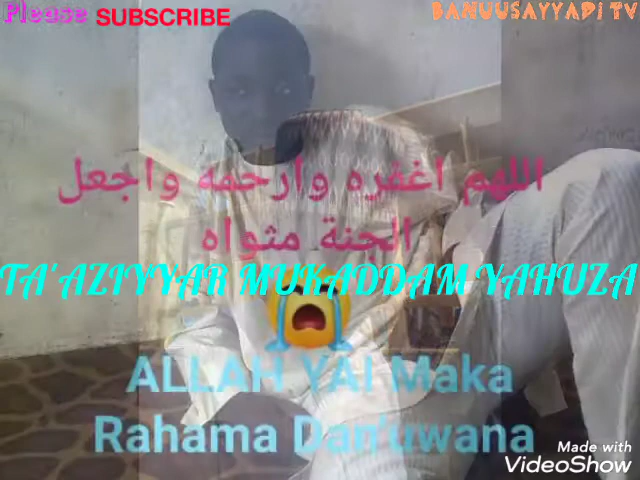 Please SUBSCRIBE
BANUUSAYYADI TV
اللهم اغفره وارحمه واجعل
الجنة مثواه
TA'AZIYYAR MUKADDAM YAHUZA
ALLAH YAI Maka
Rahama Dan'uwana
Made with
VideoShow